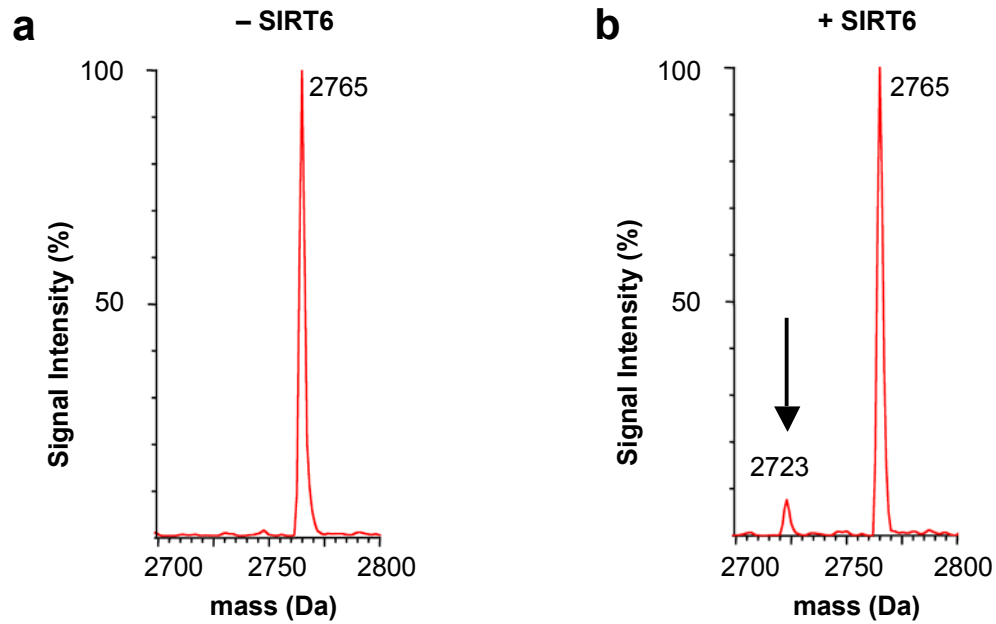 a
– SIRT6
100
2765
50
Signal Intensity (%)
2700
2750
2800
mass (Da)
b
+ SIRT6
100
2765
50
2723
Signal Intensity (%)
2700
2750
2800
mass (Da)